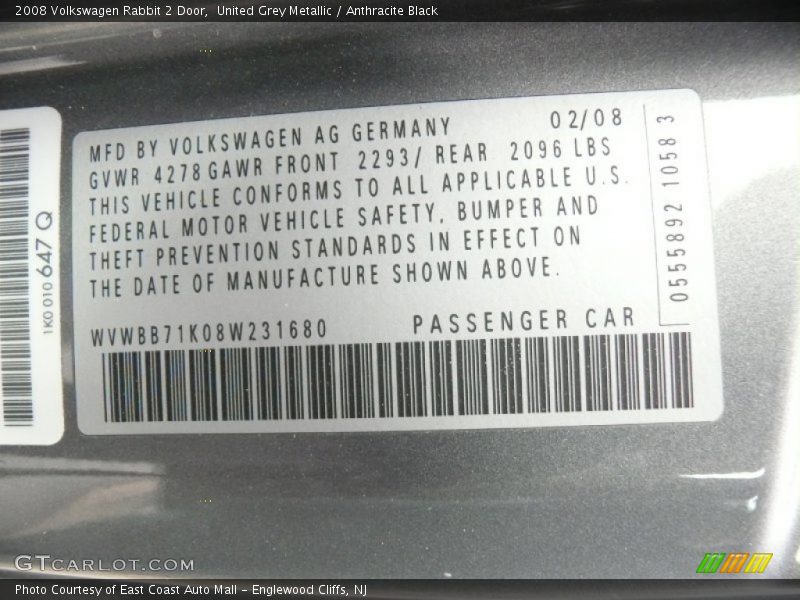 2008 Volkswagen Rabbit 2 Door, United Grey Metallic / Anthracite Black
MFD BY VOLKSWAGEN AG GERMANY 02/08
GVWR 4278 GAWR FRONT 2293/ REAR 2096 LBS
THIS VEHICLE CONFORMS TO ALL APPLICABLE U.S.
FEDERAL MOTOR VEHICLE SAFETY, BUMPER AND
THEFT PREVENTION STANDARDS IN EFFECT ON
THE DATE OF MANUFACTURE SHOWN ABOVE.
WVWBB71K08W231680 PASSENGER CAR
0555892 10583
1K0 010 647 Q
GTCARLOT.COM
Photo Courtesy of East Coast Auto Mall – Englewood Cliffs, NJ